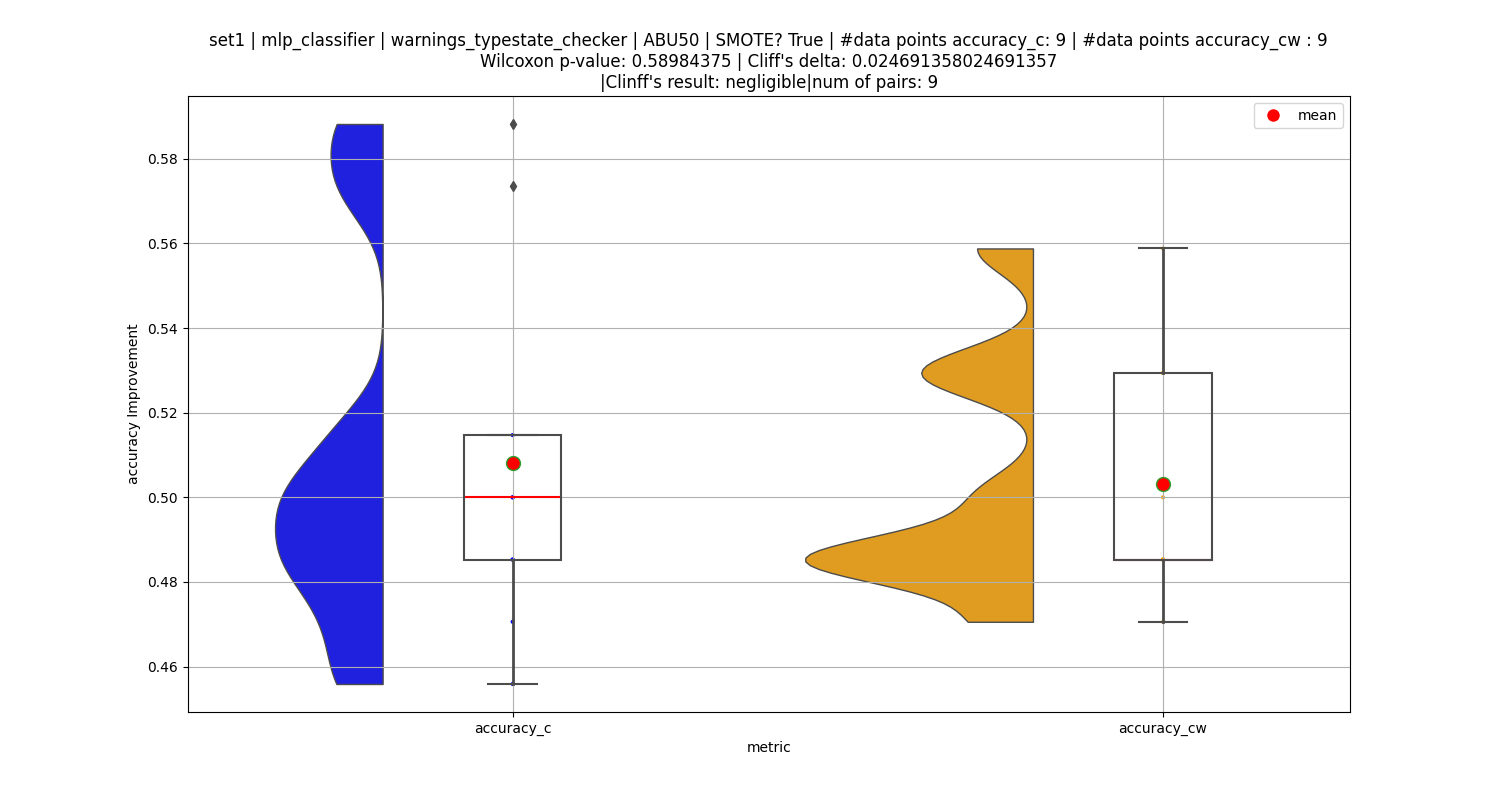 set1 | mlp_classifier | warnings_typestate_checker | ABU50 | SMOTE? True | #data points accuracy_c: 9 | #data points accuracy_cw : 9
Wilcoxon p-value: 0.58984375 | Cliff's delta: 0.024691358024691357
|Clinff's result: negligible|num of pairs: 9
mean
0.58
0.56
0.54
0.52
0.50
0.48
0.46
accuracy Improvement
accuracy_c
accuracy_cw
metric